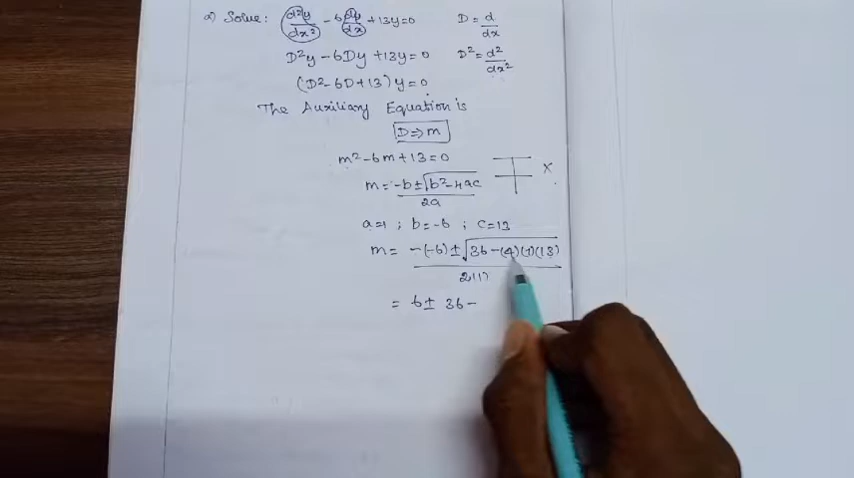 2) Solve: d²y/dx² - 6 dy/dx + 13y = 0 D = d/dx
D²y - 6Dy + 13y = 0 D² = d²/dx²
(D² - 6D + 13) y = 0
The Auxiliary Equation is
D ⇒ m
m² - 6m + 13 = 0 x
m = -b ± √b² - 4ac / 2a
a = 1 ; b = -6 ; c = 13
m = -(-6) ± √36 - (4)(1)(13) / 2(1)
= 6 ± 36 -